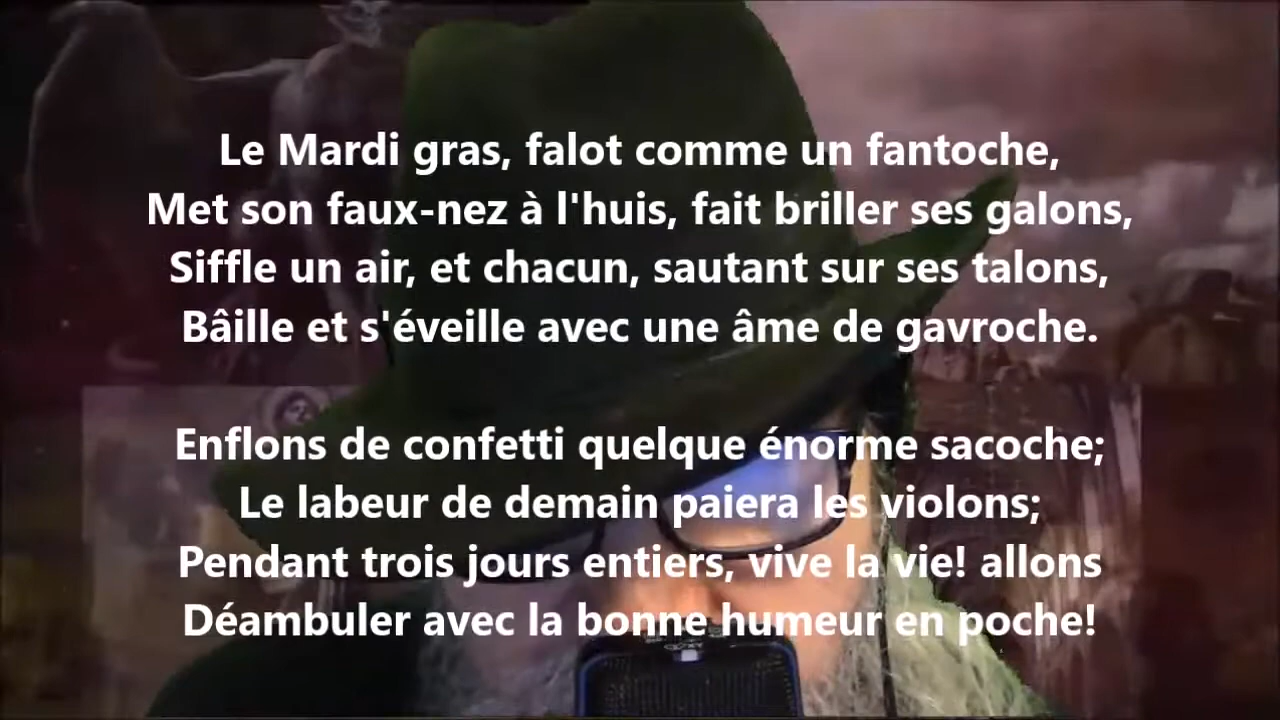 Le Mardi gras, falot comme un fantoche,
Met son faux-nez à l'huis, fait briller ses galons,
Siffle un air, et chacun, sautant sur ses talons,
Bâille et s'éveille avec une âme de gavroche.
Enflons de confetti quelque énorme sacoche;
Le labeur de demain paiera les violons;
Pendant trois jours entiers, vive la vie! allons
Déambuler avec la bonne humeur en poche!